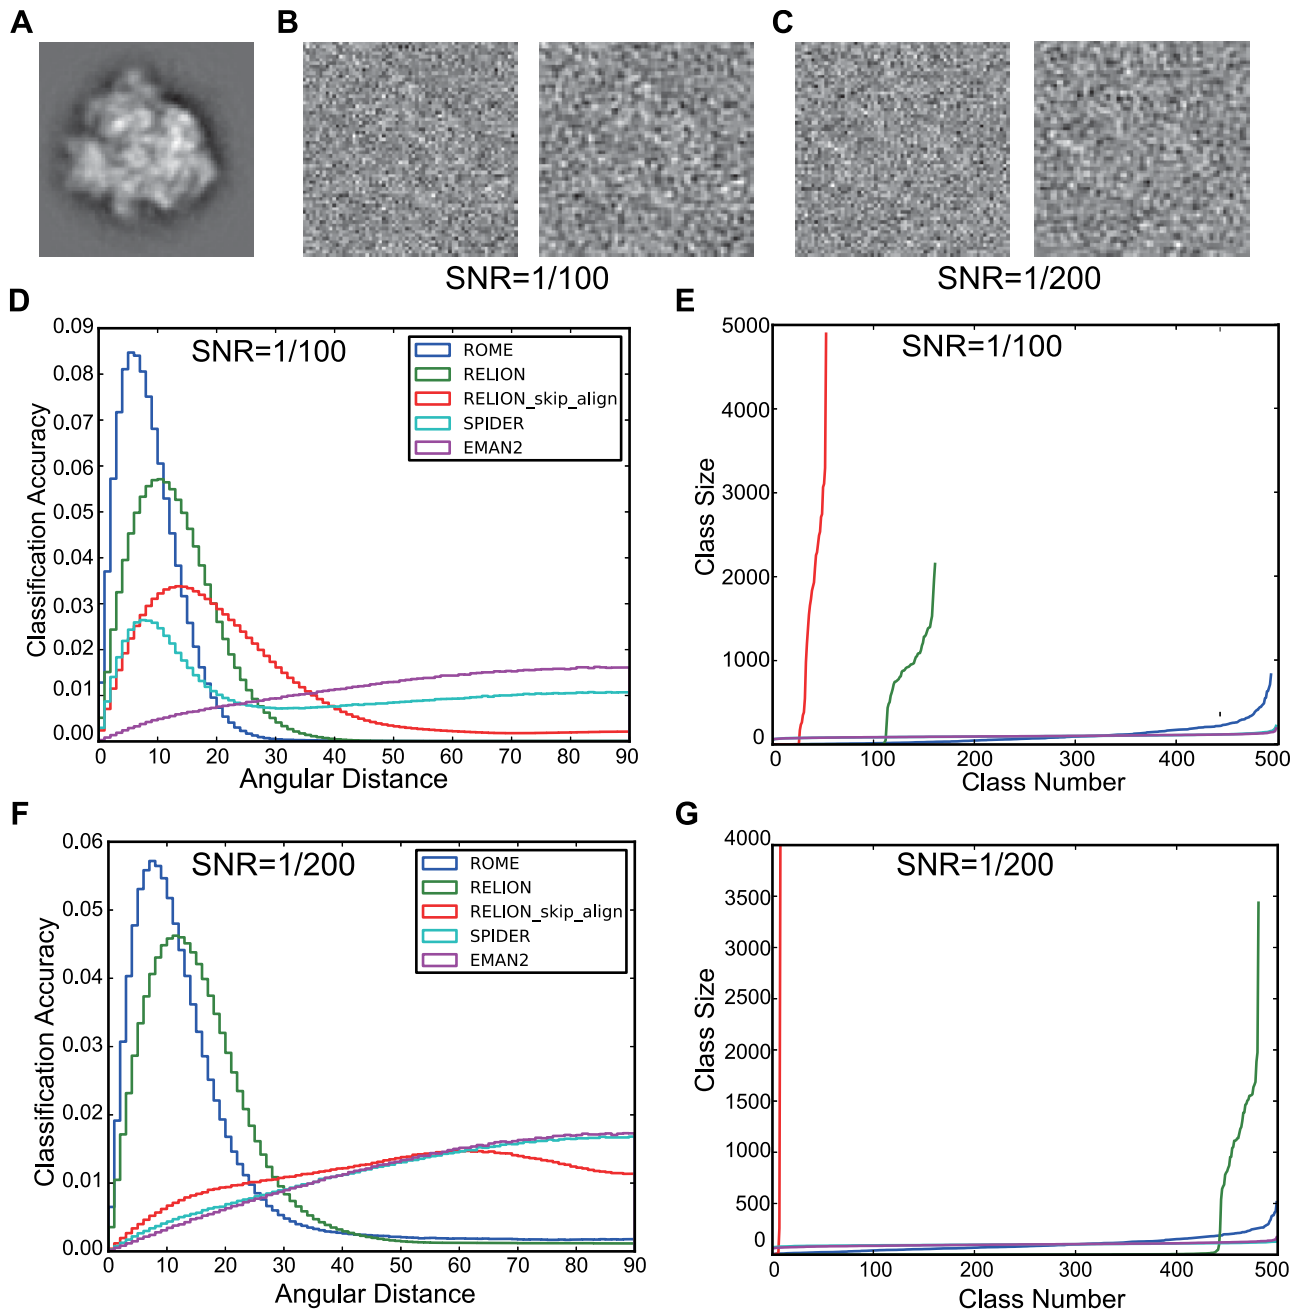 A
B
C
SNR=1/100
SNR=1/200
D
0.09
0.08
0.07
0.06
0.05
0.04
0.03
0.02
0.01
0.00
Classification Accuracy
SNR=1/100
ROME
RELION
RELION_skip_align
SPIDER
EMAN2
0 10 20 30 40 50 60 70 80 90
Angular Distance
E
5000
4000
3000
2000
1000
0
Class Size
SNR=1/100
0 100 200 300 400 500
Class Number
F
0.06
0.05
0.04
0.03
0.02
0.01
0.00
Classification Accuracy
SNR=1/200
ROME
RELION
RELION_skip_align
SPIDER
EMAN2
0 10 20 30 40 50 60 70 80 90
Angular Distance
G
4000
3500
3000
2500
2000
1500
1000
500
0
Class Size
SNR=1/200
0 100 200 300 400 500
Class Number